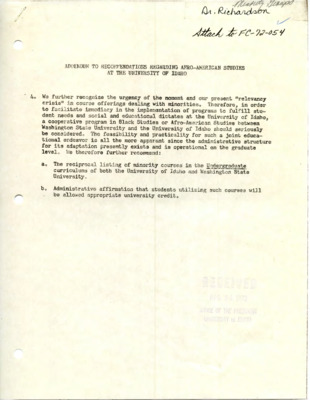 Dr. Richardson
Attach to FC-72-054
ADDENDUM TO RECOMMENDATIONS REGARDING AFRO-AMERICAN STUDIES
AT THE UNIVERSITY OF IDAHO
4. We further recognize the urgency of the moment and our present "relevancy
crisis" in course offerings dealing with minorities. Therefore, in order
to facilitate immediacy in the implementation of progress to fulfill stu-
dent needs and social and educational dictates at the University of Idaho,
a cooperative program in Black Studies or Afro-American Studies between
Washington State University and the University of Idaho should seriously
be considered. The feasibility and practicality for such a joint educa-
tional endeavor is all the more apparent since the administrative structure
for its adaptation presently exists and is operational on the graduate
level. We therefore further recommend:
a. The reciprocal listing of minority courses in the Undergraduate
curriculums of both the University of Idaho and Washington State
University.
b. Administrative affirmation that students utilizing such courses will
be allowed appropriate university credit.
RECEIVED